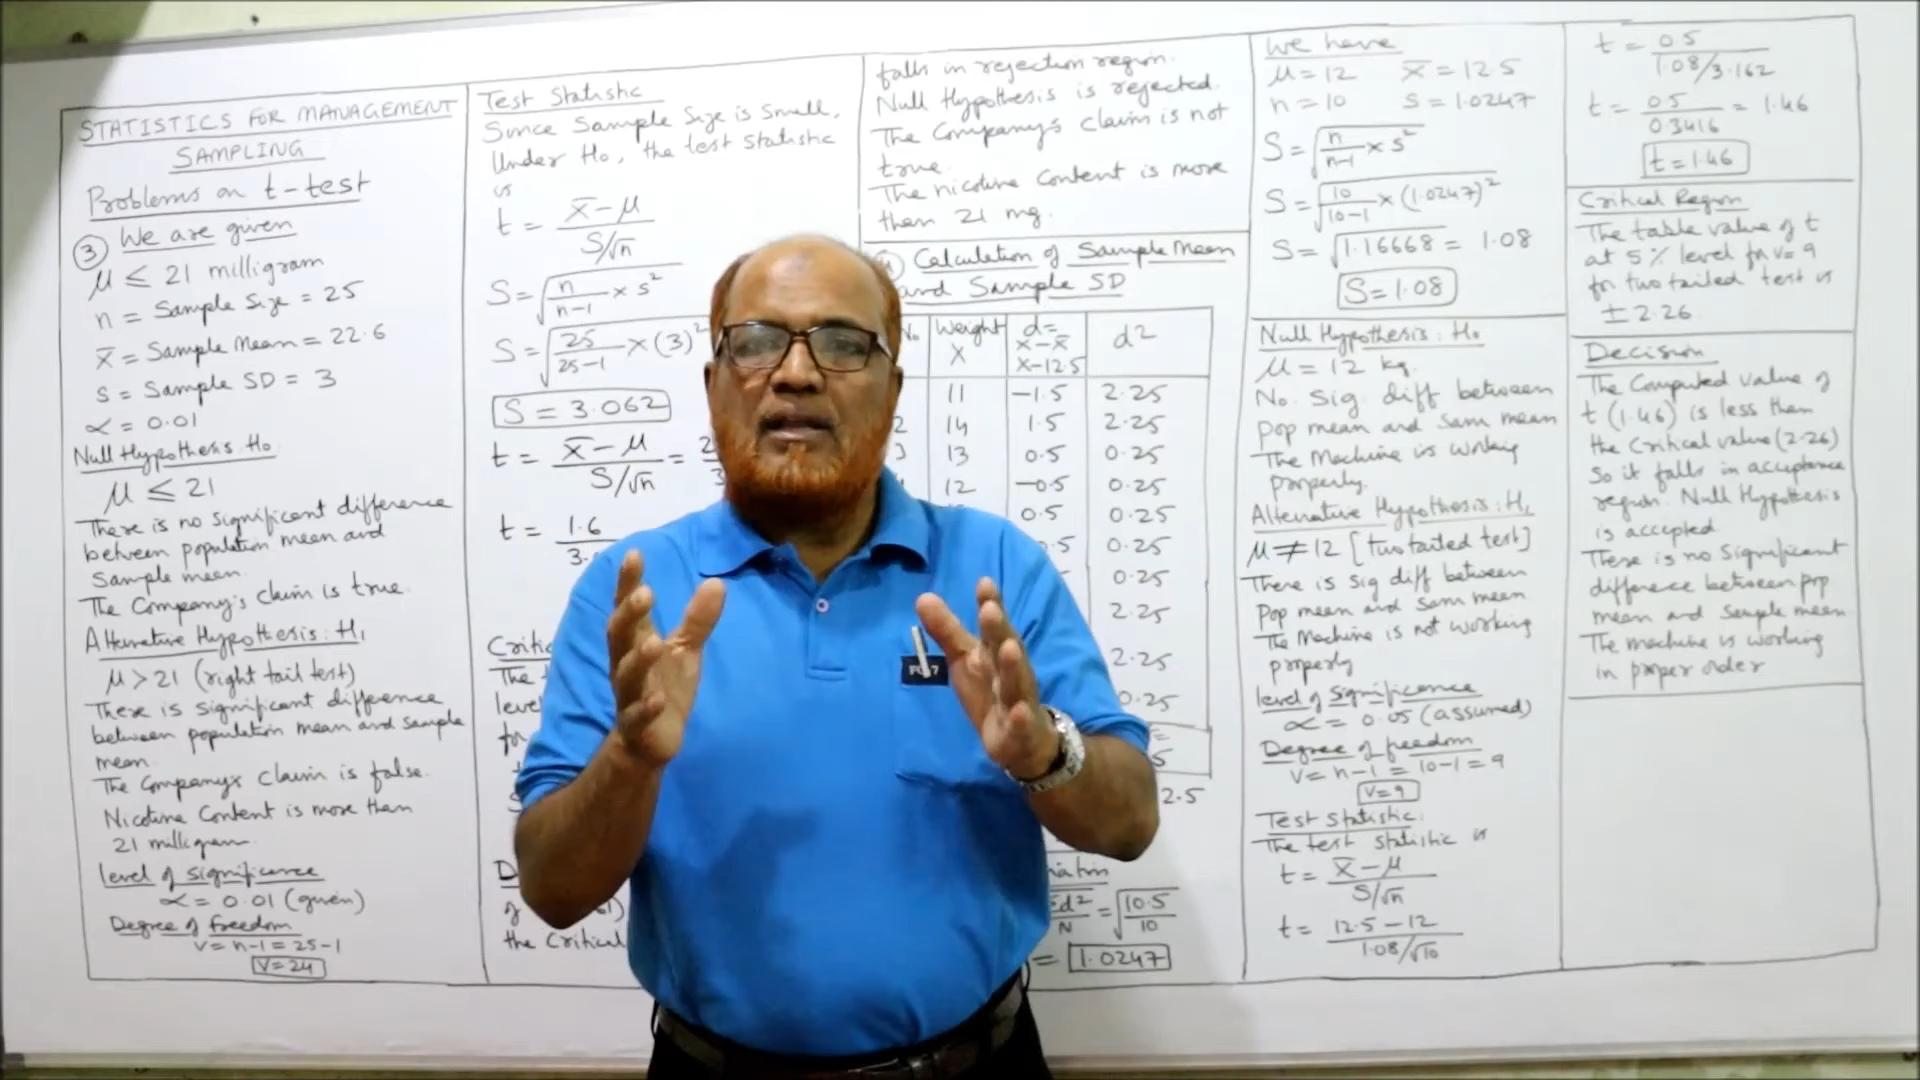 STATISTICS FOR MANAGEMENT
SAMPLING
Problems on t-test
③ We are given
μ ≤ 21 milligram
n = Sample Size = 25
x̄ = Sample Mean = 22.6
s = Sample SD = 3
α = 0.01
Null Hypothesis: H₀
μ ≤ 21
There is no significant difference
between population mean and
Sample mean.
The Company's claim is true.
Alternative Hypothesis: H₁
μ > 21 (right tail test)
There is significant difference
between population mean and sample
mean.
The Company's claim is false.
Nicotine Content is more than
21 milligram.
level of significance
α = 0.01 (given)
Degree of freedom
V = n-1 = 25-1
V=24
Test Statistic
Since Sample Size is Small,
Under H₀, the test statistic
is
t = x̄-μ / S/√n
S = √(n/n-1 × s²)
S = √(25/25-1 × (3)²)
S = 3.062
t = x̄-μ / S/√n =
t = 1.6
The
level
the Critical
falls in rejection region.
Null Hypothesis is rejected.
The Company's claim is not
true.
The nicotine Content is more
than 21 mg.
Calculation of Sample Mean
and Sample SD
Weight X d= x-x̄ x-12.5 d2
11 -1.5 2.25
2 14 1.5 2.25
3 13 0.5 0.25
12 -0.5 0.25
0.5 0.25
0.25
0.25
2.25
2.25
0.25
2.5
Σd²/N = √(10.5/10)
= 1.0247
We have
μ = 12 x̄ = 12.5
n = 10 s = 1.0247
S = √(n/n-1 × s²)
S = √(10/10-1 × (1.0247)²)
S = √1.16668 = 1.08
S = 1.08
Null Hypothesis: H₀
μ = 12 kg.
No. Sig. diff between
pop mean and sam mean
The Machine is working
properly.
Alternative Hypothesis: H₁
μ ≠ 12 [two tailed test]
There is sig diff between
pop mean and sam mean
The Machine is not working
properly
level of significance
α = 0.05 (assumed)
Degree of freedom
V = n-1 = 10-1 = 9
V=9
Test Statistic.
The test statistic is
t = x̄-μ / S/√n
t = 12.5-12 / 1.08/√10
t = 0.5 / 1.08/3.162
t = 0.5 / 0.3416 = 1.46
t=1.46
Critical Region
The table value of t
at 5% level for V=9
for two tailed test is
± 2.26
Decision
The Computed value of
t (1.46) is less than
the Critical value (2.26)
So it falls in acceptance
region. Null Hypothesis
is accepted.
There is no significant
difference between pop
mean and sample mean
The machine is working
in proper order